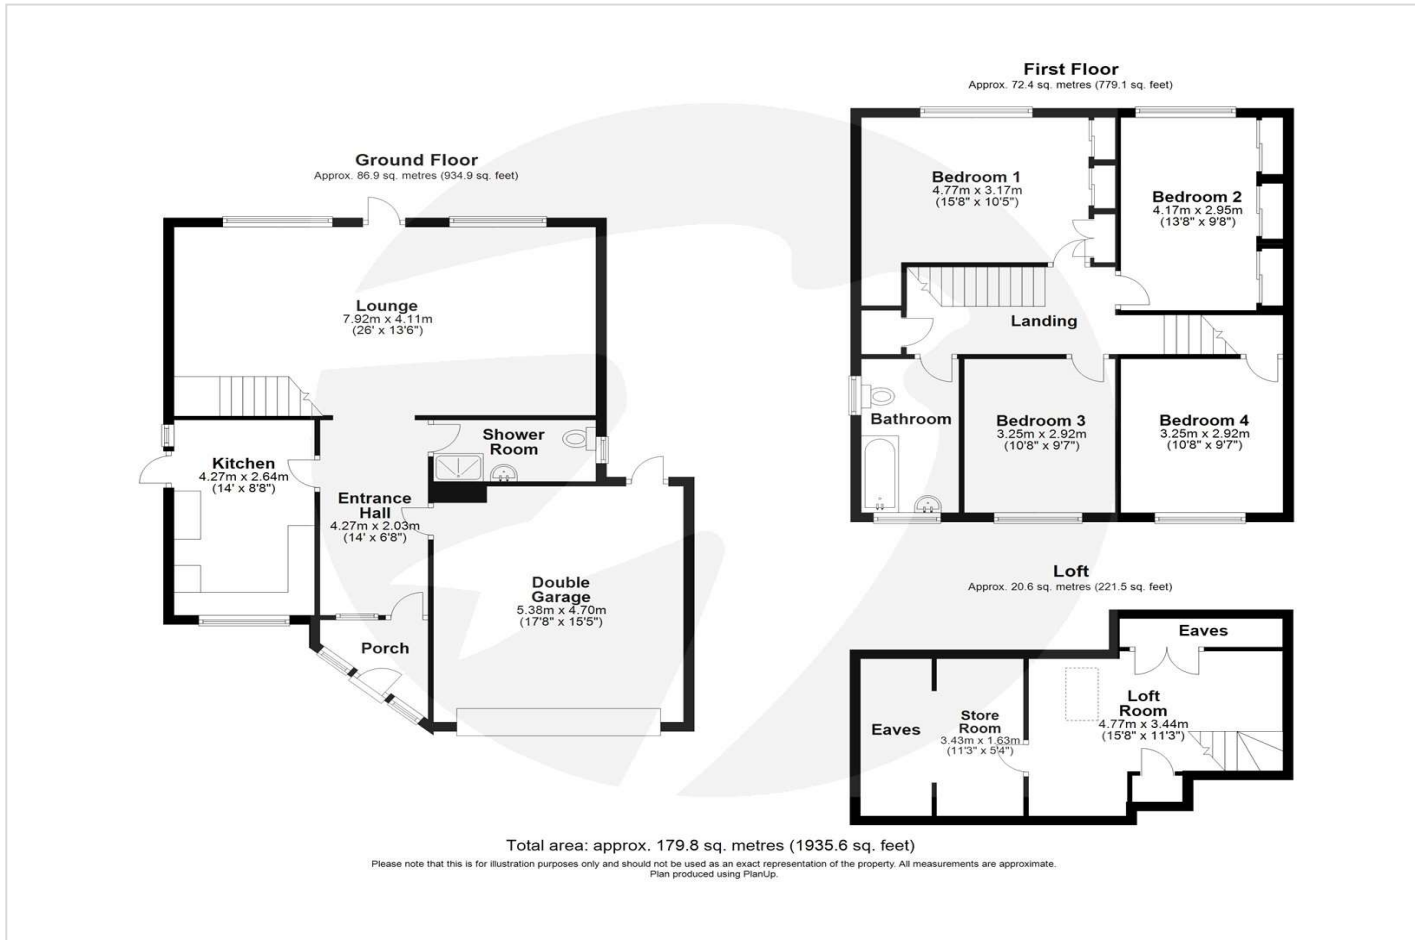 Ground Floor
Approx. 86.9 sq. metres (934.9 sq. feet)
Lounge
7.92m x 4.11m
(26' x 13'6")
Kitchen
4.27m x 2.64m
(14' x 8'8")
Shower
Room
Entrance
Hall
4.27m x 2.03m
(14' x 6'8")
Double
Garage
5.38m x 4.70m
(17'8" x 15'5")
Porch
First Floor
Approx. 72.4 sq. metres (779.1 sq. feet)
Bedroom 1
4.77m x 3.17m
(15'8" x 10'5")
Bedroom 2
4.17m x 2.95m
(13'8" x 9'8")
Landing
Bathroom
Bedroom 3
3.25m x 2.92m
(10'8" x 9'7")
Bedroom 4
3.25m x 2.92m
(10'8" x 9'7")
Loft
Approx. 20.6 sq. metres (221.5 sq. feet)
Eaves
Loft
Room
4.77m x 3.44m
(15'8" x 11'3")
Store
Room
3.43m x 1.63m
(11'3" x 5'4")
Eaves
Total area: approx. 179.8 sq. metres (1935.6 sq. feet)
Please note that this is for illustration purposes only and should not be used as an exact representation of the property. All measurements are approximate.
Plan produced using PlanUp.